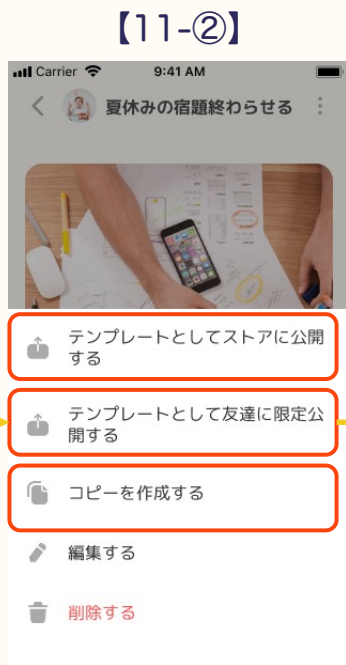 【11-②】
Carrier 9:41 AM
夏休みの宿題終わらせる
テンプレートとしてストアに公開
する
テンプレートとして友達に限定公
開する
コピーを作成する
編集する
削除する